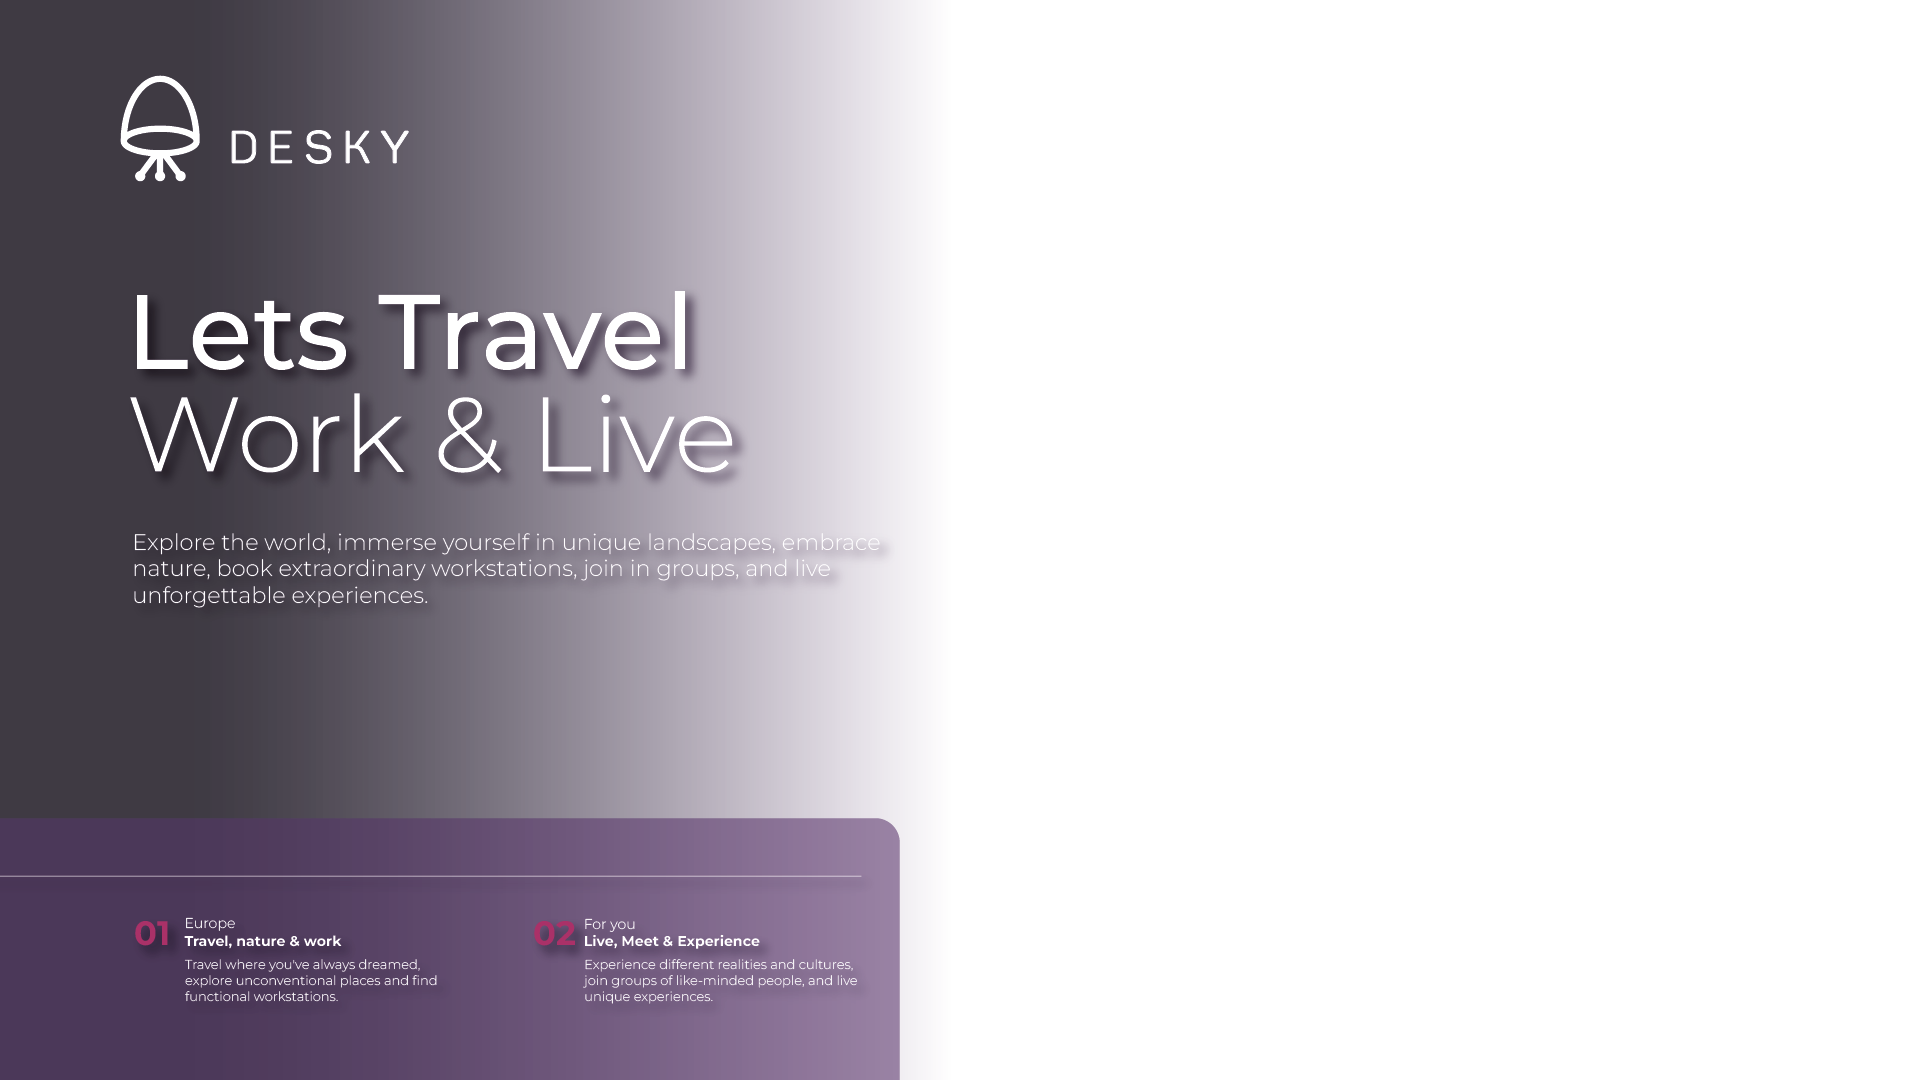 DESKY
Lets Travel
Work & Live
Explore the world, immerse yourself in unique landscapes, embrace
nature, book extraordinary workstations, join in groups, and live
unforgettable experiences.
01
Europe
Travel, nature & work
Travel where you've always dreamed,
explore unconventional places and find
functional workstations.
02
For you
Live, Meet & Experience
Experience different realities and cultures,
join groups of like-minded people, and live
unique experiences.